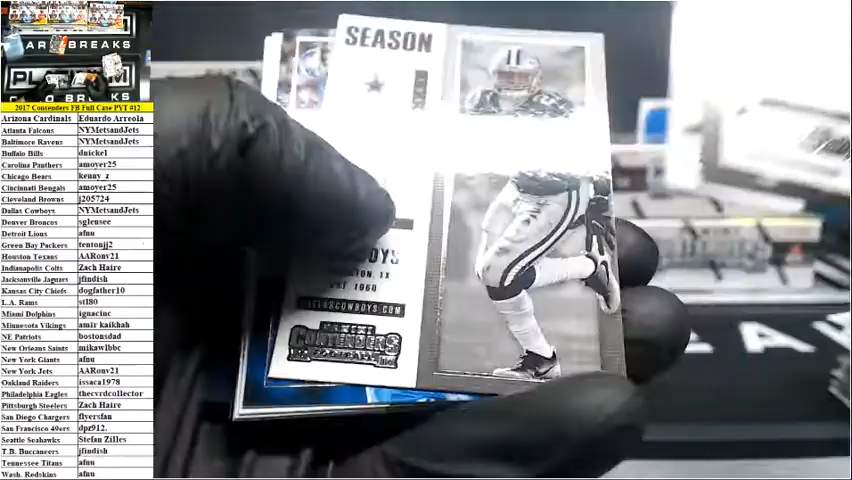 AR BREAKS
2017 Contenders FB Full Case PYT #12
Arizona Cardinals Eduardo Arreola
Atlanta Falcons NYMetsandJets
Baltimore Ravens NYMetsandJets
Buffalo Bills dnickel
Carolina Panthers amoyer25
Chicago Bears kenny_z
Cincinnati Bengals amoyer25
Cleveland Browns j205724
Dallas Cowboys NYMetsandJets
Denver Broncos sglensee
Detroit Lions afnu
Green Bay Packers tentonjj2
Houston Texans AARonv21
Indianapolis Colts Zach Haire
Jacksonville Jaguars jfindish
Kansas City Chiefs dogfather10
L.A. Rams stl80
Miami Dolphins ignacinc
Minnesota Vikings amir kaikhah
NE Patriots bostonsdad
New Orleans Saints mikawlbbc
New York Giants afnu
New York Jets AARonv21
Oakland Raiders issaca1978
Philadelphia Eagles thecvrdcollector
Pittsburgh Steelers Zach Haire
San Diego Chargers flyersfan
San Francisco 49ers dpz912.
Seattle Seahawks Stefan Zilles
T.B. Buccaneers jfindish
Tennessee Titans afnu
Wash. Redskins afnu
SEASON
BOYS
TON, TX
1960
COWBOYS.COM
PANINI
CONTENDERS